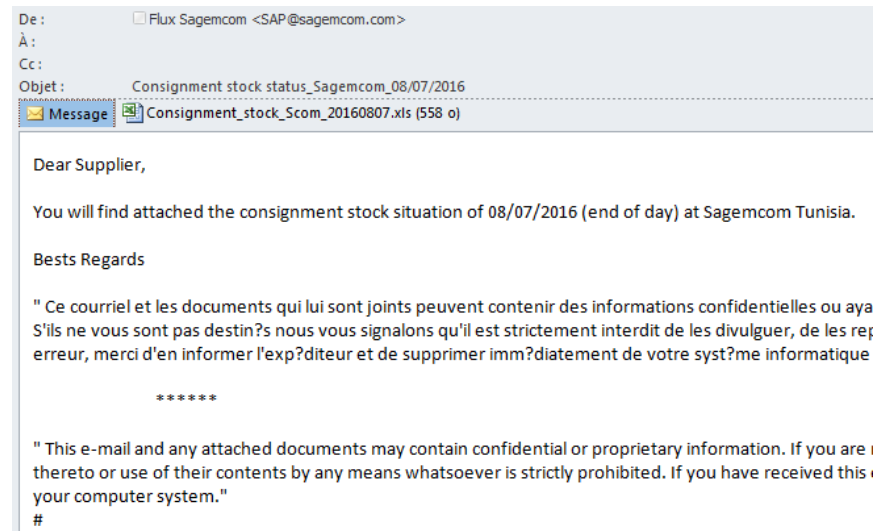 De : Flux Sagemcom <SAP@sagemcom.com>
À :
Cc :
Objet : Consignment stock status_Sagemcom_08/07/2016
Message Consignment_stock_Scom_20160807.xls (558 o)
Dear Supplier,
You will find attached the consignment stock situation of 08/07/2016 (end of day) at Sagemcom Tunisia.
Bests Regards
" Ce courriel et les documents qui lui sont joints peuvent contenir des informations confidentielles ou aya
S'ils ne vous sont pas destin?s nous vous signalons qu'il est strictement interdit de les divulguer, de les rep
erreur, merci d'en informer l'exp?diteur et de supprimer imm?diatement de votre syst?me informatique
******
" This e-mail and any attached documents may contain confidential or proprietary information. If you are
thereto or use of their contents by any means whatsoever is strictly prohibited. If you have received this
your computer system."
#